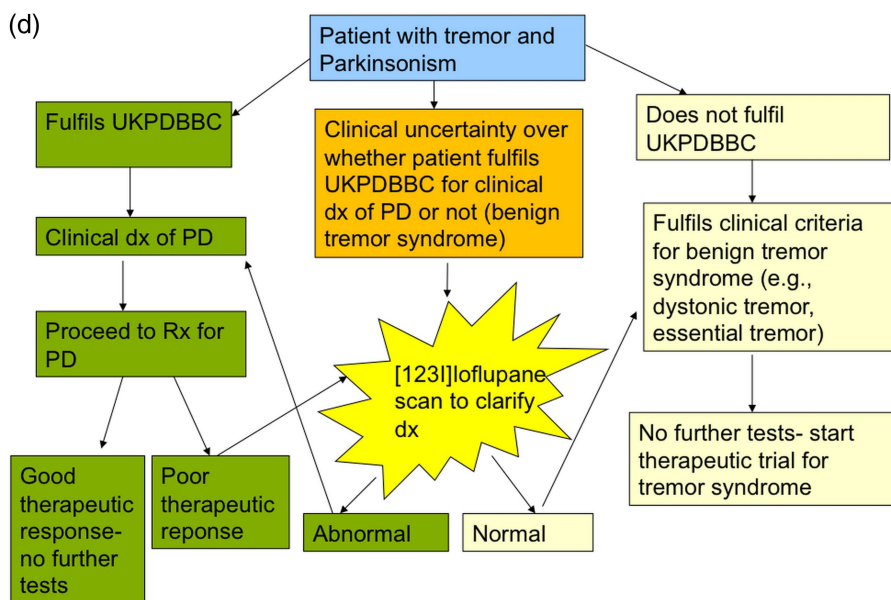 (d)
Patient with tremor and
Parkinsonism
Fulfils UKPDBBC
Clinical uncertainty over
whether patient fulfils
UKPDBBC for clinical
dx of PD or not (benign
tremor syndrome)
Does not fulfil
UKPDBBC
Clinical dx of PD
Fulfils clinical criteria
for benign tremor
syndrome (e.g.,
dystonic tremor,
essential tremor)
Proceed to Rx for
PD
[123I]Ioflupane
scan to clarify
dx
No further tests- start
therapeutic trial for
tremor syndrome
Good
therapeutic
response-
no further
tests
Poor
therapeutic
reponse
Abnormal
Normal